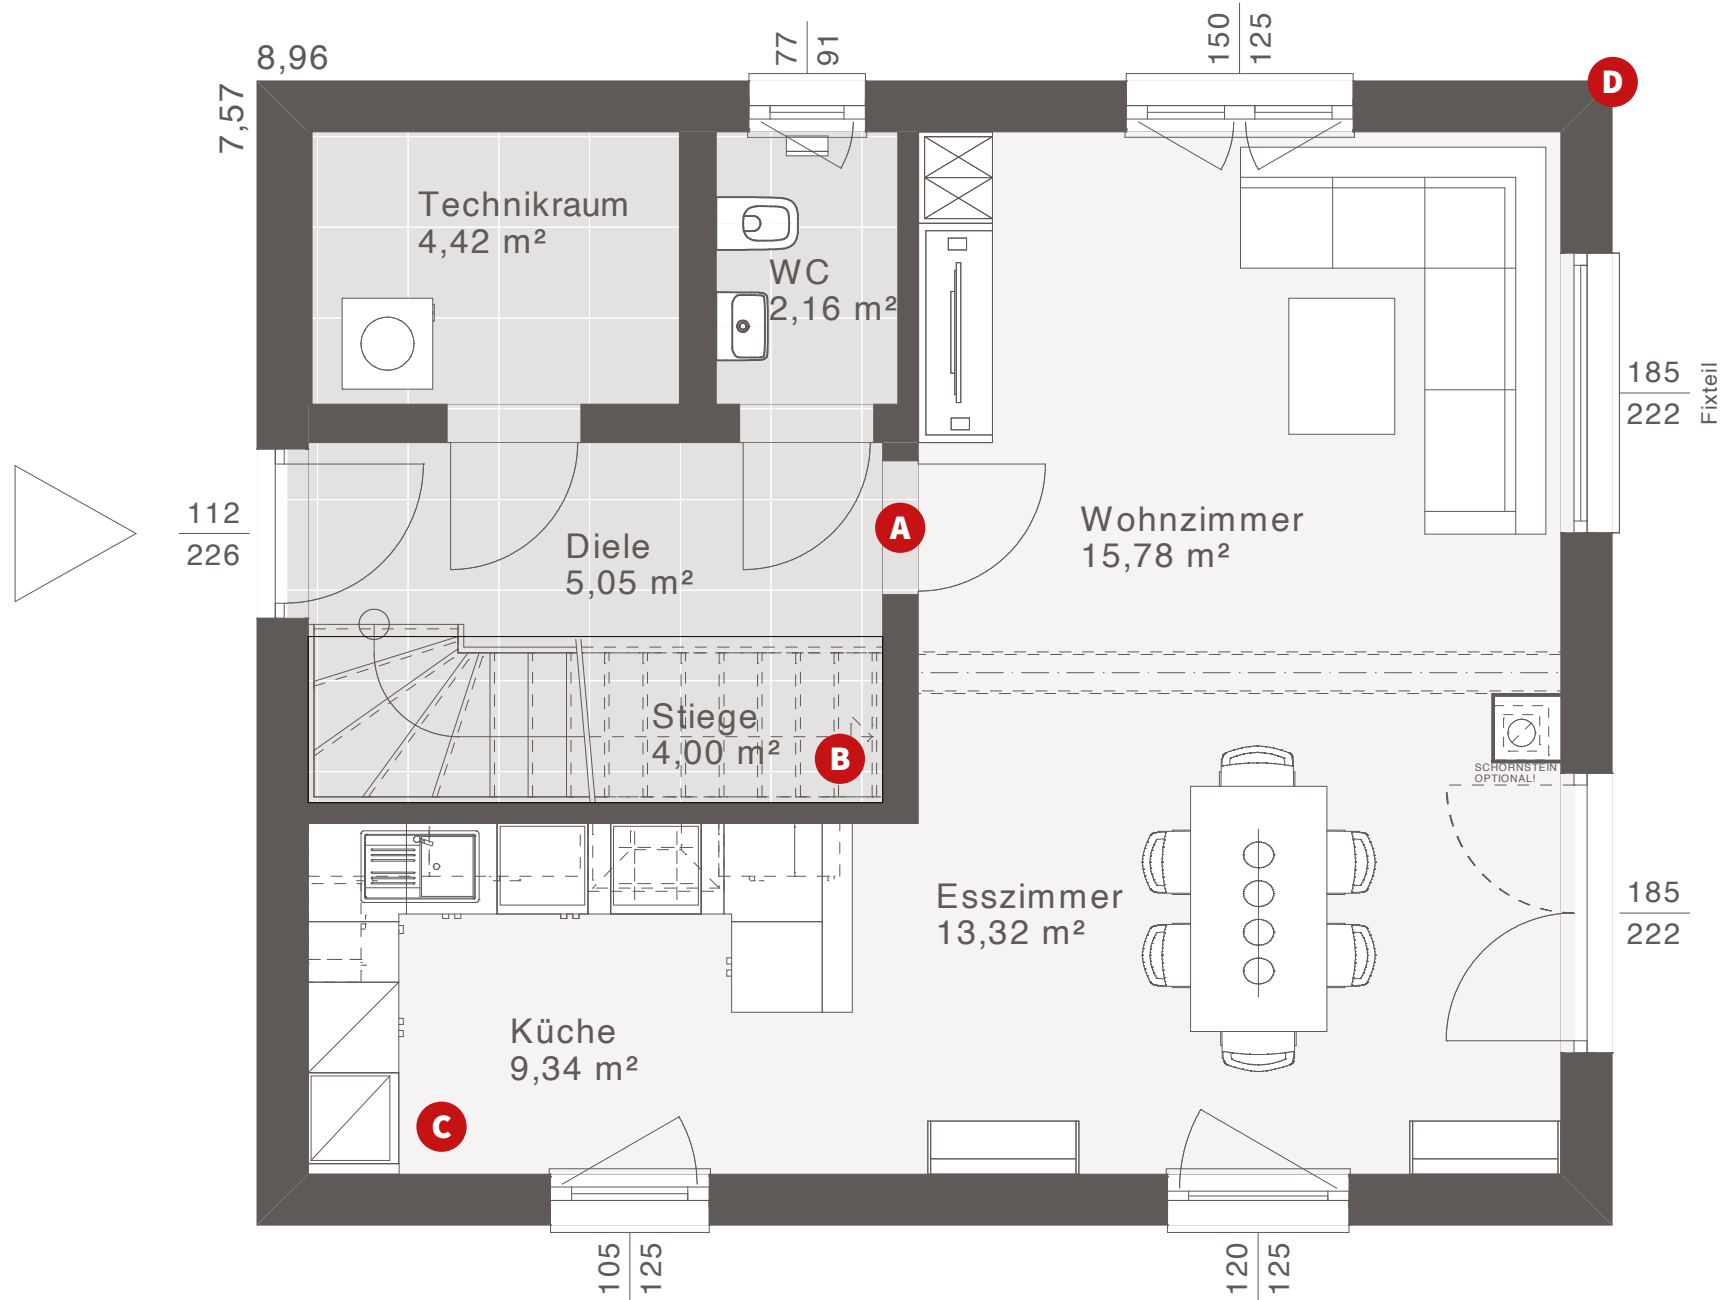 8,96
7,57
77
91
150
125
D
Technikraum
4,42 m²
WC
2,16 m²
185
222
Fixteil
112
226
A
Diele
5,05 m²
Wohnzimmer
15,78 m²
Stiege
4,00 m²
B
SCHORNSTEIN
OPTIONAL!
Esszimmer
13,32 m²
185
222
Küche
9,34 m²
C
105
125
120
125